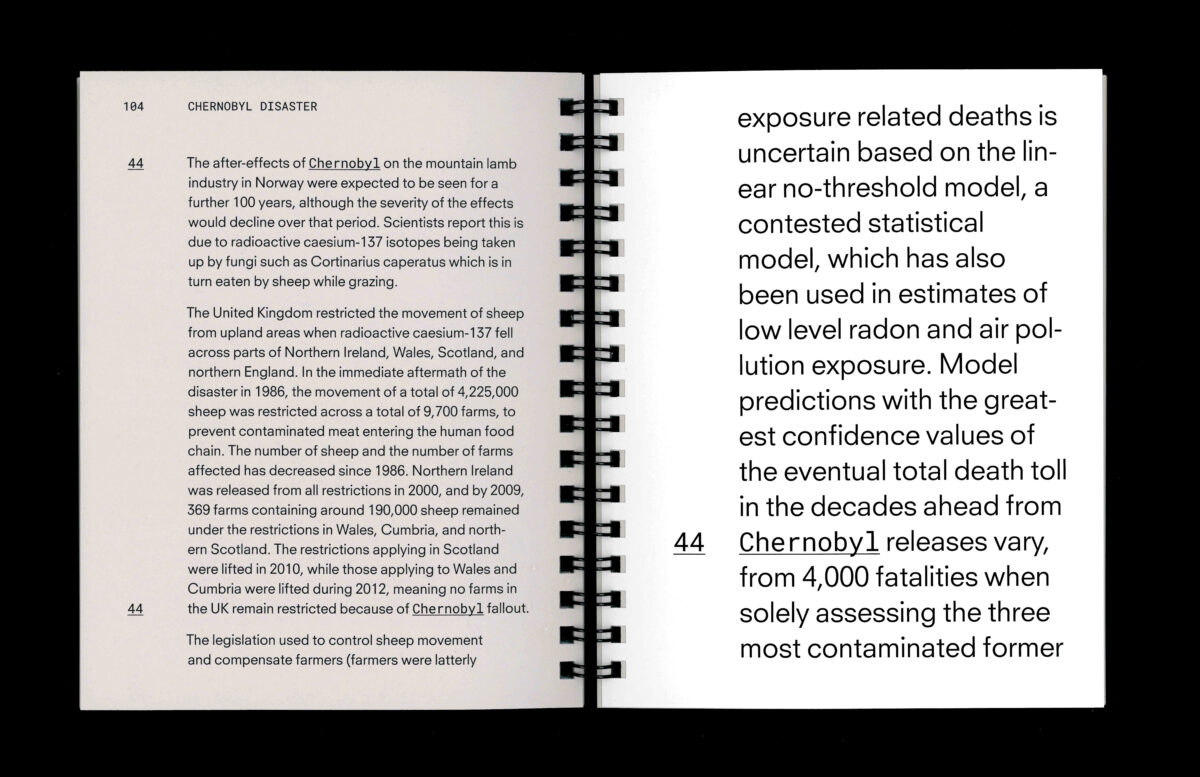 104 CHERNOBYL DISASTER
44 The after-effects of Chernobyl on the mountain lamb
industry in Norway were expected to be seen for a
further 100 years, although the severity of the effects
would decline over that period. Scientists report this is
due to radioactive caesium-137 isotopes being taken
up by fungi such as Cortinarius caperatus which is in
turn eaten by sheep while grazing.
The United Kingdom restricted the movement of sheep
from upland areas when radioactive caesium-137 fell
across parts of Northern Ireland, Wales, Scotland, and
northern England. In the immediate aftermath of the
disaster in 1986, the movement of a total of 4,225,000
sheep was restricted across a total of 9,700 farms, to
prevent contaminated meat entering the human food
chain. The number of sheep and the number of farms
affected has decreased since 1986. Northern Ireland
was released from all restrictions in 2000, and by 2009,
369 farms containing around 190,000 sheep remained
under the restrictions in Wales, Cumbria, and north-
ern Scotland. The restrictions applying in Scotland
were lifted in 2010, while those applying to Wales and
Cumbria were lifted during 2012, meaning no farms in
44 the UK remain restricted because of Chernobyl fallout.
The legislation used to control sheep movement
and compensate farmers (farmers were latterly
exposure related deaths is
uncertain based on the lin-
ear no-threshold model, a
contested statistical
model, which has also
been used in estimates of
low level radon and air pol-
lution exposure. Model
predictions with the great-
est confidence values of
the eventual total death toll
in the decades ahead from
44 Chernobyl releases vary,
from 4,000 fatalities when
solely assessing the three
most contaminated former